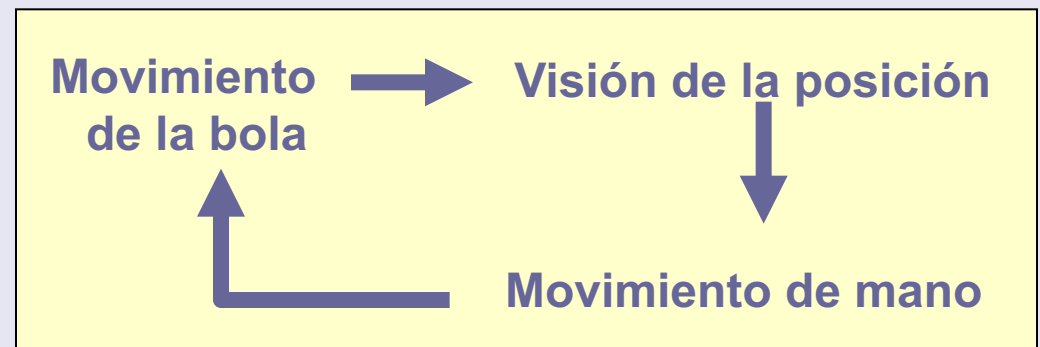 Movimiento
de la bola
Visión de la posición
Movimiento de mano